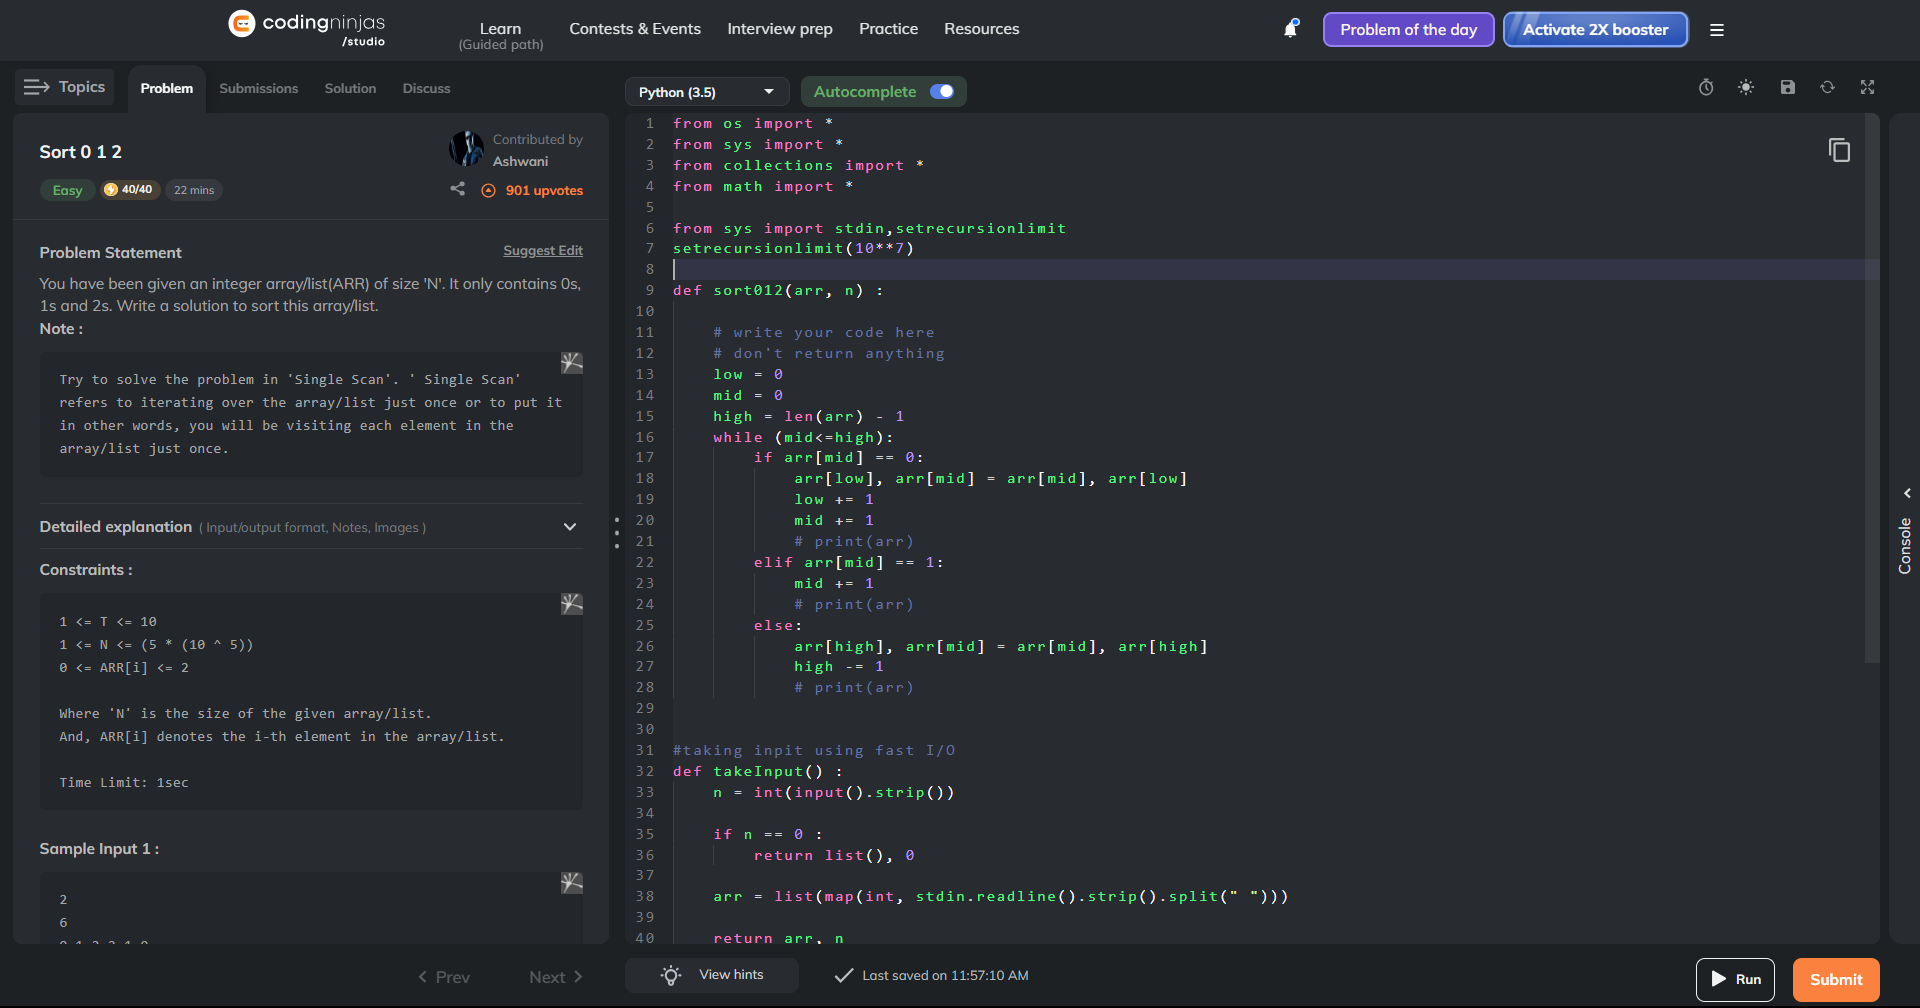 codingninjas
/studio
Learn
(Guided path)
Contests & Events
Interview prep
Practice
Resources
Problem of the day
Activate 2X booster
Topics
Problem
Submissions
Solution
Discuss
Python (3.5)
Autocomplete
Sort 0 1 2
Contributed by
Ashwani
Easy
40/40
22 mins
901 upvotes
Problem Statement
Suggest Edit
You have been given an integer array/list(ARR) of size 'N'. It only contains 0s,
1s and 2s. Write a solution to sort this array/list.
Note :
Try to solve the problem in 'Single Scan'. ' Single Scan'
refers to iterating over the array/list just once or to put it
in other words, you will be visiting each element in the
array/list just once.
Detailed explanation ( Input/output format, Notes, Images )
Constraints :
1 <= T <= 10
1 <= N <= (5 * (10 ^ 5))
0 <= ARR[i] <= 2
Where 'N' is the size of the given array/list.
And, ARR[i] denotes the i-th element in the array/list.
Time Limit: 1sec
Sample Input 1 :
2
6
Prev
Next
1 from os import *
2 from sys import *
3 from collections import *
4 from math import *
5
6 from sys import stdin,setrecursionlimit
7 setrecursionlimit(10**7)
8
9 def sort012(arr, n) :
10
11 # write your code here
12 # don't return anything
13 low = 0
14 mid = 0
15 high = len(arr) - 1
16 while (mid<=high):
17 if arr[mid] == 0:
18 arr[low], arr[mid] = arr[mid], arr[low]
19 low += 1
20 mid += 1
21 # print(arr)
22 elif arr[mid] == 1:
23 mid += 1
24 # print(arr)
25 else:
26 arr[high], arr[mid] = arr[mid], arr[high]
27 high -= 1
28 # print(arr)
29
30
31 #taking inpit using fast I/O
32 def takeInput() :
33 n = int(input().strip())
34
35 if n == 0 :
36 return list(), 0
37
38 arr = list(map(int, stdin.readline().strip().split(" ")))
39
40 return arr, n
Console
View hints
Last saved on 11:57:10 AM
Run
Submit